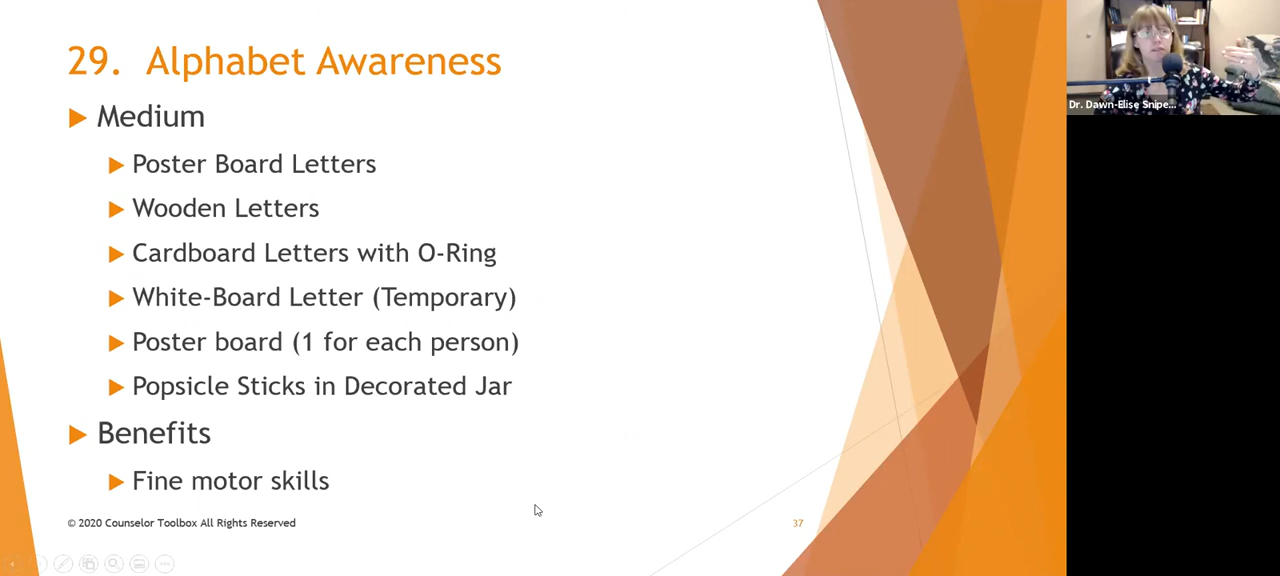 29. Alphabet Awareness
Medium
Poster Board Letters
Wooden Letters
Cardboard Letters with O-Ring
White-Board Letter (Temporary)
Poster board (1 for each person)
Popsicle Sticks in Decorated Jar
Benefits
Fine motor skills
© 2020 Counselor Toolbox All Rights Reserved
37
Dr. Dawn-Elise Snipe...